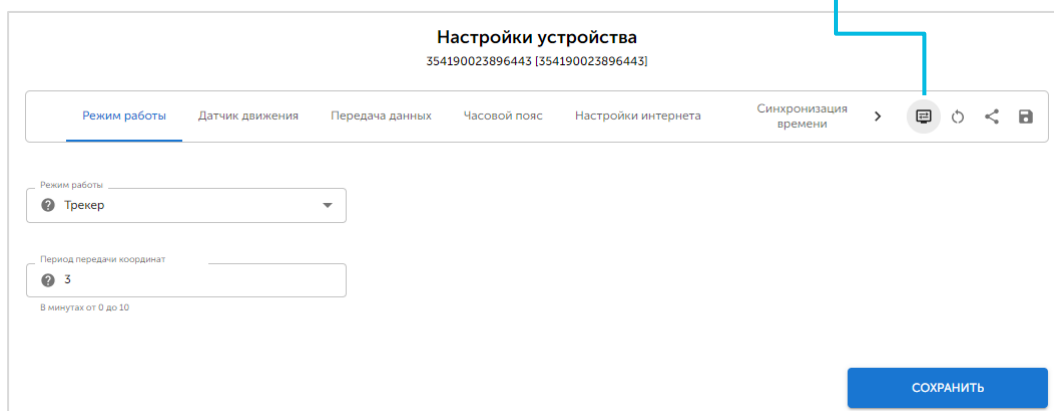 Настройки устройства
354190023896443 [354190023896443]
Режим работы
Датчик движения
Передача данных
Часовой пояс
Настройки интернета
Синхронизация
времени
Режим работы
Трекер
Период передачи координат
3
В минутах от 0 до 10
СОХРАНИТЬ